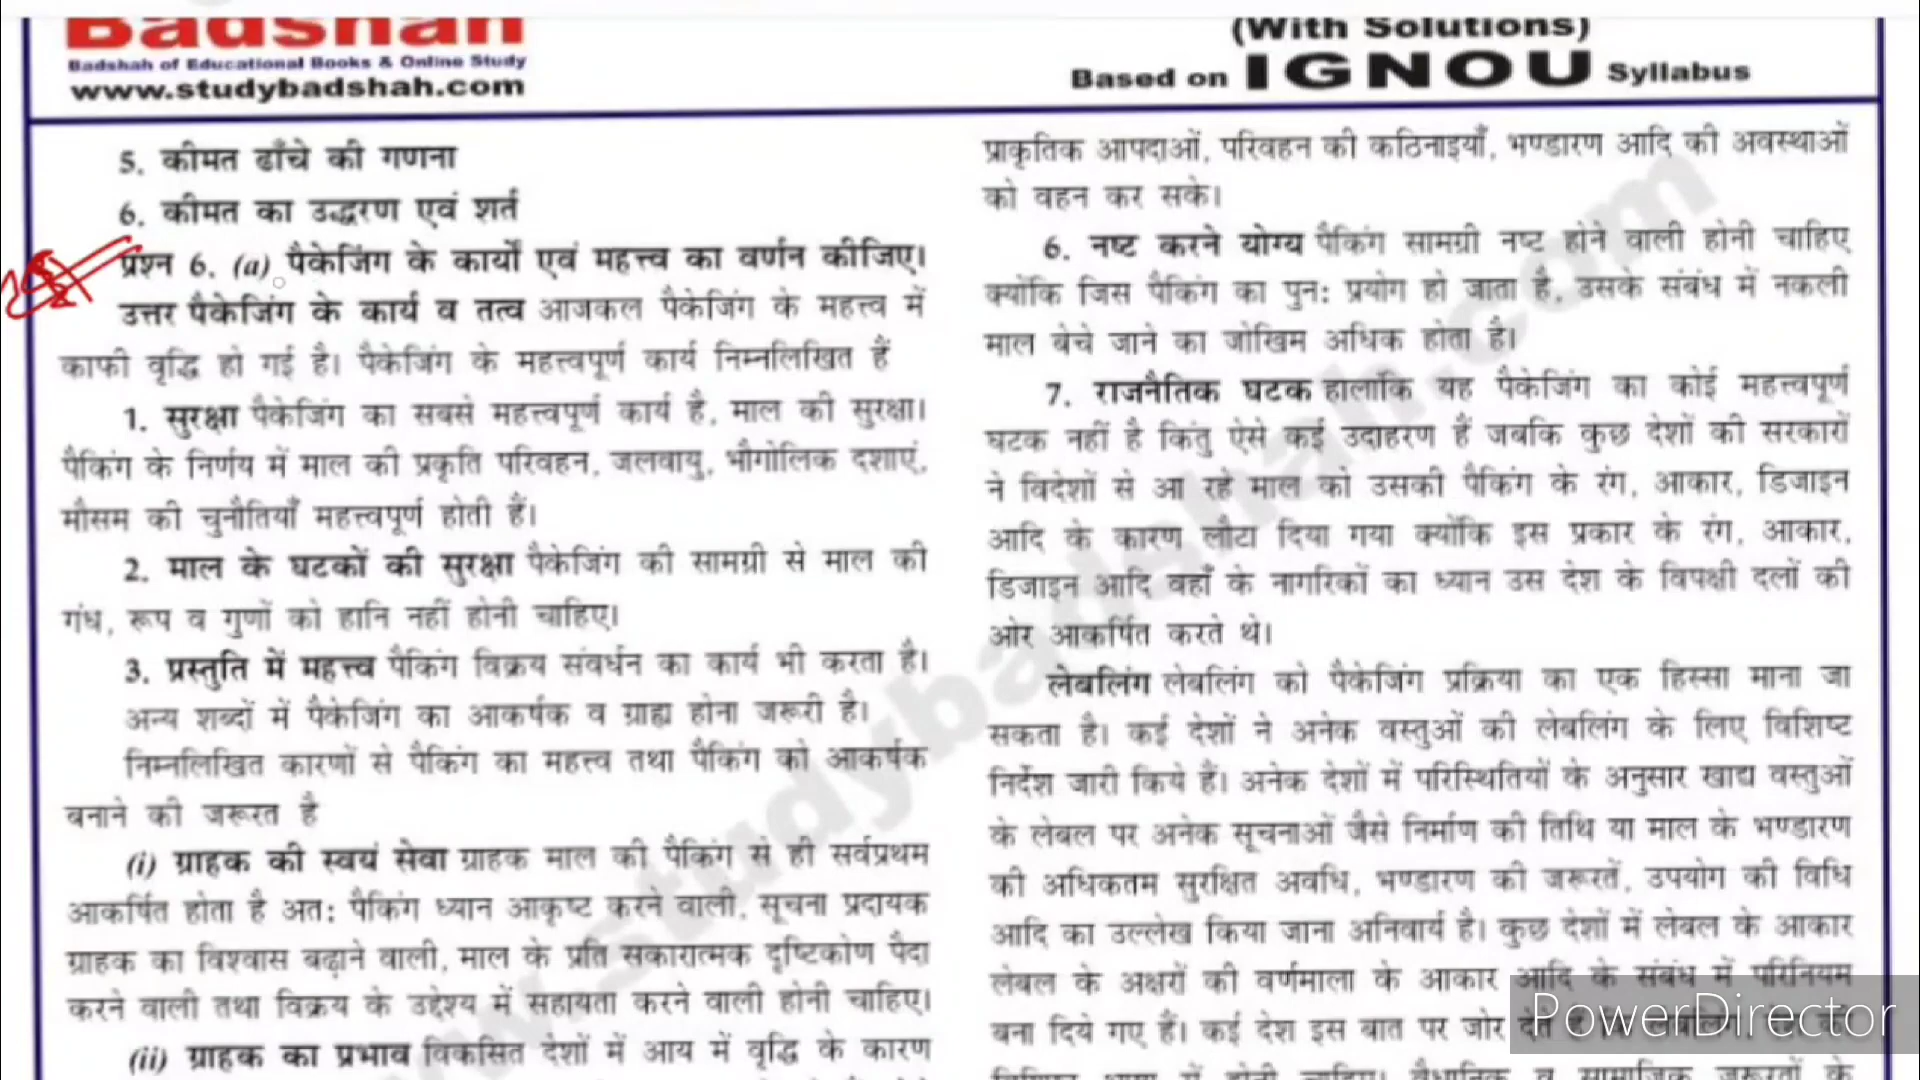 Badshah
Badshah of Educational Books & Online Study
www.studybadshah.com
(With Solutions)
Based on IGNOU Syllabus
5. कीमत ढाँचे की गणना
6. कीमत का उद्धरण एवं शर्त
प्रश्न 6. (a) पैकेजिंग के कार्यों एवं महत्त्व का वर्णन कीजिए।
उत्तर पैकेजिंग के कार्य व तत्व आजकल पैकेजिंग के महत्त्व में
काफी वृद्धि हो गई है। पैकेजिंग के महत्त्वपूर्ण कार्य निम्नलिखित हैं
1. सुरक्षा पैकेजिंग का सबसे महत्त्वपूर्ण कार्य है, माल की सुरक्षा।
पैकिंग के निर्णय में माल की प्रकृति परिवहन, जलवायु, भौगोलिक दशाएं,
मौसम की चुनौतियाँ महत्त्वपूर्ण होती हैं।
2. माल के घटकों की सुरक्षा पैकेजिंग की सामग्री से माल की
गंध, रूप व गुणों को हानि नहीं होनी चाहिए।
3. प्रस्तुति में महत्त्व पैकिंग विक्रय संवर्धन का कार्य भी करता है।
अन्य शब्दों में पैकेजिंग का आकर्षक व ग्राह्य होना जरूरी है।
निम्नलिखित कारणों से पैकिंग का महत्त्व तथा पैकिंग को आकर्षक
बनाने की जरूरत है
(i) ग्राहक की स्वयं सेवा ग्राहक माल की पैकिंग से ही सर्वप्रथम
आकर्षित होता है अत: पैकिंग ध्यान आकृष्ट करने वाली, सूचना प्रदायक
ग्राहक का विश्वास बढ़ाने वाली, माल के प्रति सकारात्मक दृष्टिकोण पैदा
करने वाली तथा विक्रय के उद्देश्य में सहायता करने वाली होनी चाहिए।
(ii) ग्राहक का प्रभाव विकसित देशों में आय में वृद्धि के कारण
प्राकृतिक आपदाओं, परिवहन की कठिनाइयाँ, भण्डारण आदि की अवस्थाओं
को वहन कर सके।
6. नष्ट करने योग्य पैकिंग सामग्री नष्ट होने वाली होनी चाहिए
क्योंकि जिस पैकिंग का पुन: प्रयोग हो जाता है, उसके संबंध में नकली
माल बेचे जाने का जोखिम अधिक होता है।
7. राजनैतिक घटक हालांकि यह पैकेजिंग का कोई महत्त्वपूर्ण
घटक नहीं है किंतु ऐसे कई उदाहरण हैं जबकि कुछ देशों की सरकारों
ने विदेशों से आ रहे माल को उसकी पैकिंग के रंग, आकार, डिजाइन
आदि के कारण लौटा दिया गया क्योंकि इस प्रकार के रंग, आकार,
डिजाइन आदि वहाँ के नागरिकों का ध्यान उस देश के विपक्षी दलों की
ओर आकर्षित करते थे।
लेबलिंग लेबलिंग को पैकेजिंग प्रक्रिया का एक हिस्सा माना जा
सकता है। कई देशों ने अनेक वस्तुओं की लेबलिंग के लिए विशिष्ट
निर्देश जारी किये हैं। अनेक देशों में परिस्थितियों के अनुसार खाद्य वस्तुओं
के लेबल पर अनेक सूचनाओं जैसे निर्माण की तिथि या माल के भण्डारण
की अधिकतम सुरक्षित अवधि, भण्डारण की जरूरतें, उपयोग की विधि
आदि का उल्लेख किया जाना अनिवार्य है। कुछ देशों में लेबल के आकार
लेबल के अक्षरों की वर्णमाला के आकार आदि के संबंध में परिनियम
बना दिये गए हैं। कई देश इस बात पर जोर
में होनी चाहिए। वैधानिक व सामाजिक जरूरतों के
www.studybadshah.com
PowerDirector